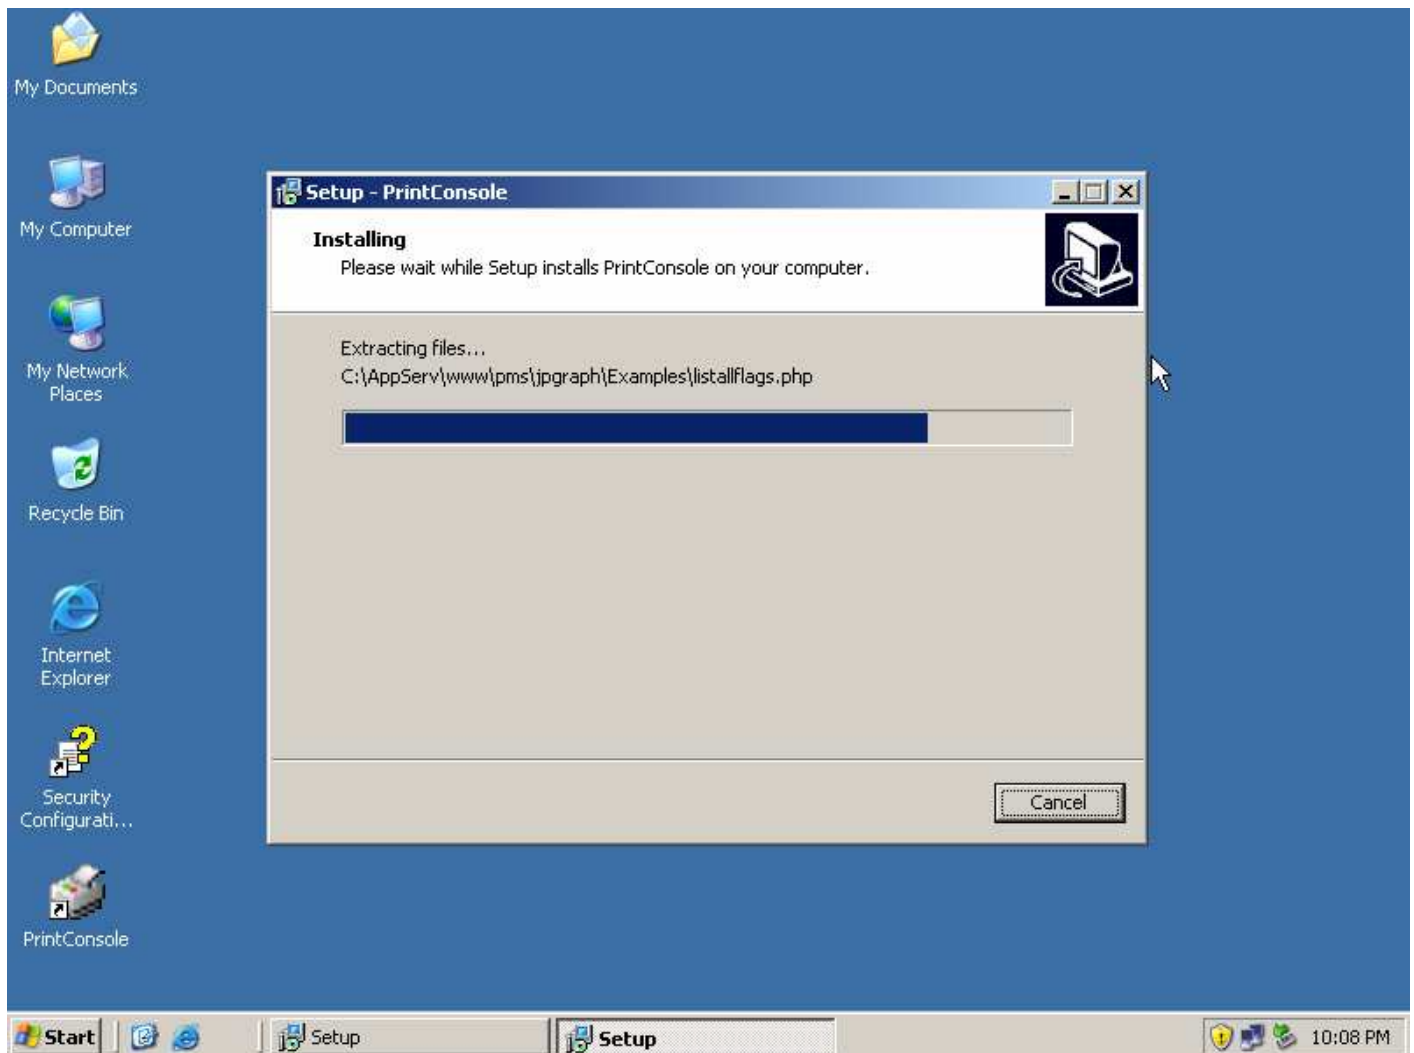 My Documents
My Computer
My Network
Places
Recycle Bin
Internet
Explorer
Security
Configurati...
PrintConsole
Setup - PrintConsole
Installing
Please wait while Setup installs PrintConsole on your computer.
Extracting files...
C:\AppServ\www\pms\jpgraph\Examples\listallflags.php
Cancel
Start
Setup
Setup
10:08 PM